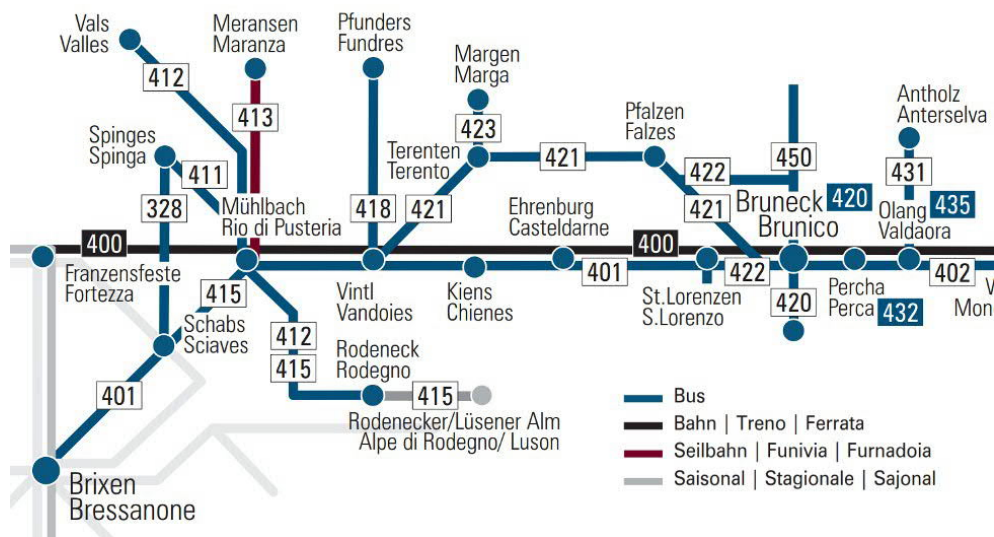 Vals
Valles
Meransen
Maranza
Pfunders
Fundres
Margen
Marga
Pfalzen
Falzes
Antholz
Anterselva
412
413
423
Spinges
Spinga
411
Terenten
Terento
421
422
450
431
328
Mühlbach
Rio di Pusteria
418
421
Ehrenburg
Casteldarne
421
Bruneck
Brunico
420
Olang
Valdaora
435
400
400
Franzensfeste
Fortezza
415
401
422
402
Schabs
Sciaves
Vintl
Vandoies
Kiens
Chienes
St.Lorenzen
S.Lorenzo
420
Percha
Perca
432
V
Mon
412
415
Rodeneck
Rodegno
401
415
Rodenecker/Lüsener Alm
Alpe di Rodegno/ Luson
Brixen
Bressanone
Bus
Bahn | Treno | Ferrata
Seilbahn | Funivia | Furnadoia
Saisonal | Stagionale | Sajonal